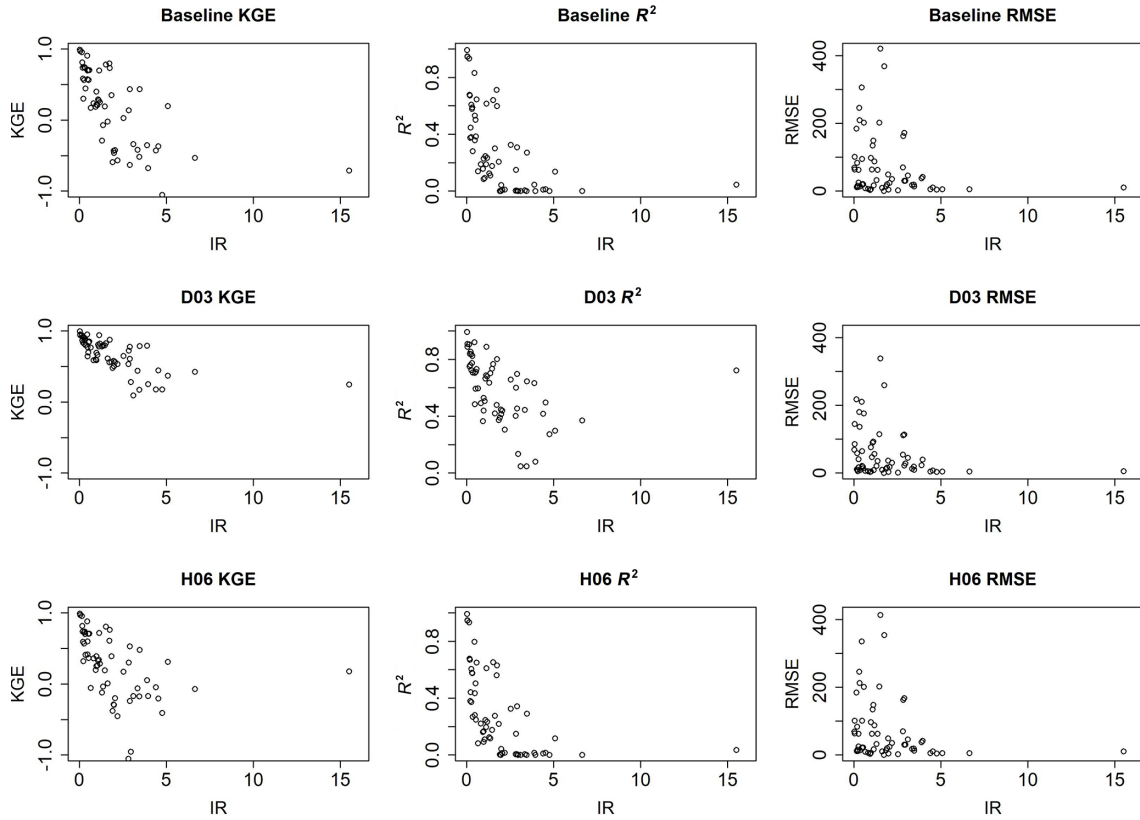 Baseline KGE
KGE
1.0
0.0
-1.0
0 5 10 15
IR
Baseline R²
R²
0.8
0.4
0.0
0 5 10 15
IR
Baseline RMSE
RMSE
400
200
0
0 5 10 15
IR
D03 KGE
KGE
1.0
0.0
-1.0
0 5 10 15
IR
D03 R²
R²
0.8
0.4
0.0
0 5 10 15
IR
D03 RMSE
RMSE
400
200
0
0 5 10 15
IR
H06 KGE
KGE
1.0
0.0
-1.0
0 5 10 15
IR
H06 R²
R²
0.8
0.4
0.0
0 5 10 15
IR
H06 RMSE
RMSE
400
200
0
0 5 10 15
IR